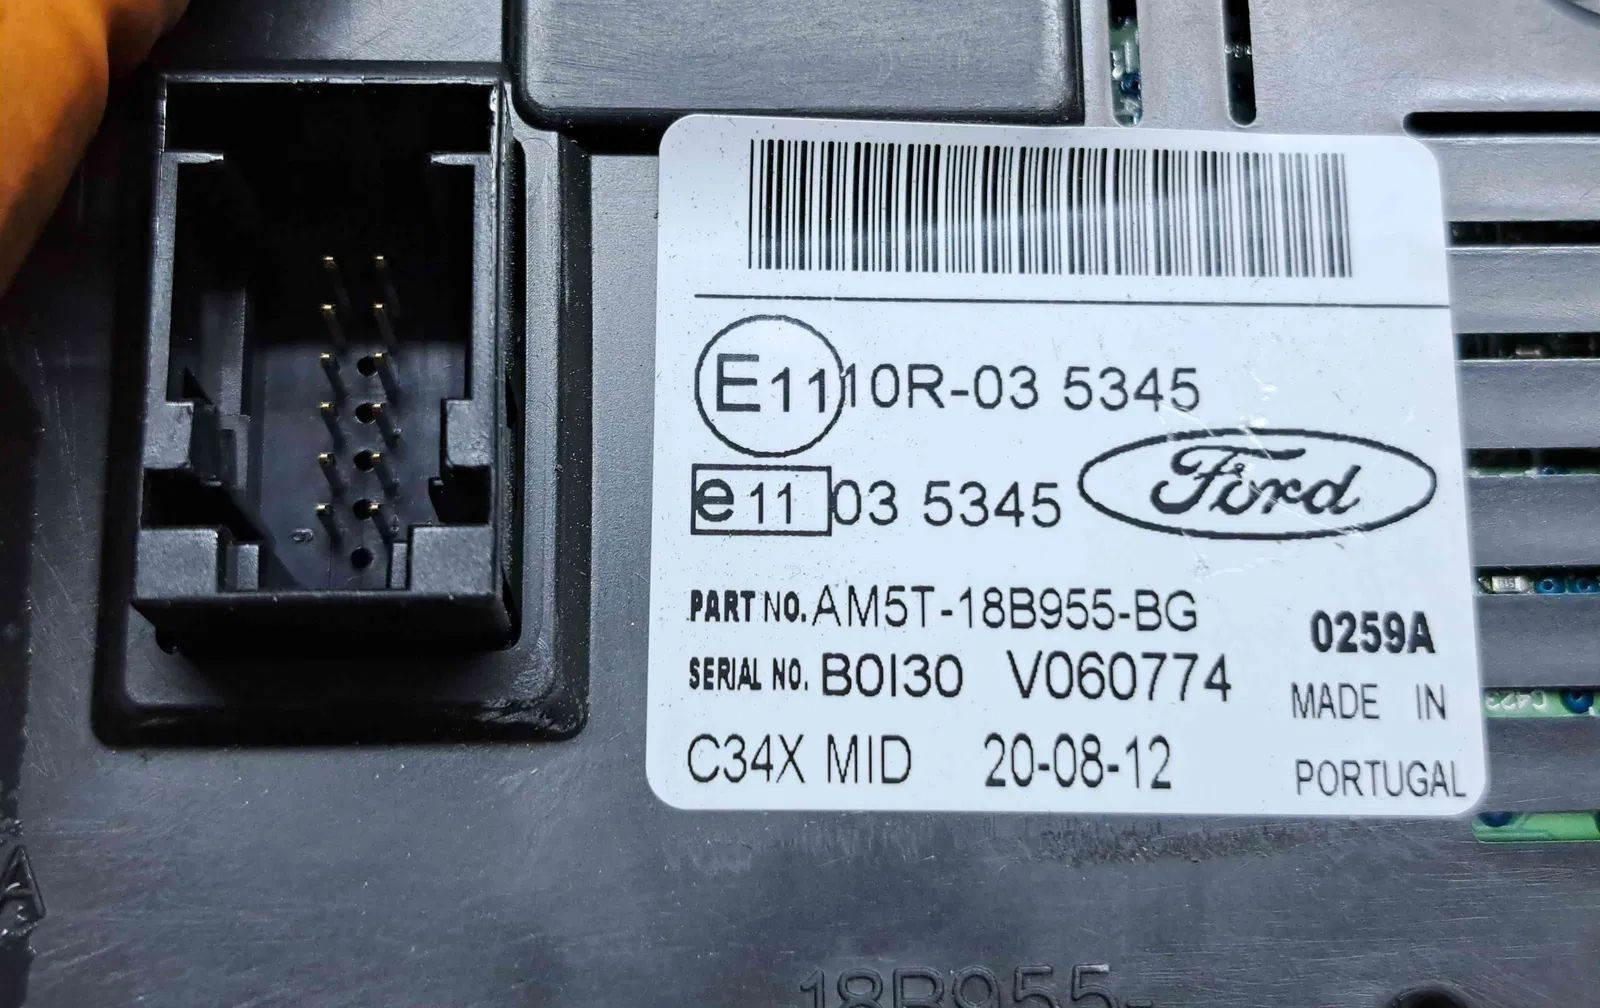 E11 10R-03 5345
e11 03 5345
Ford
PART NO. AM5T-18B955-BG
0259A
SERIAL NO. B0I30 V060774
MADE IN
C34X MID 20-08-12
PORTUGAL
A
18B955-